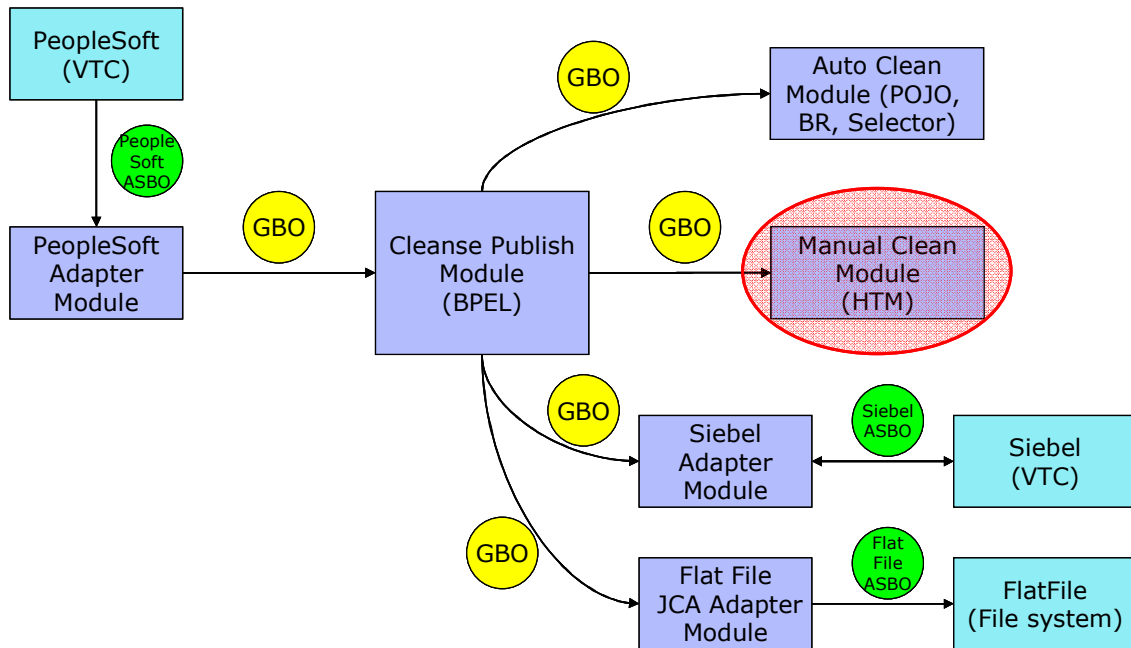 PeopleSoft
(VTC)
People
Soft
ASBO
PeopleSoft
Adapter
Module
GBO
Cleanse Publish
Module
(BPEL)
GBO
Auto Clean
Module (POJO,
BR, Selector)
GBO
Manual Clean
Module
(HTM)
GBO
Siebel
Adapter
Module
Siebel
ASBO
Siebel
(VTC)
GBO
Flat File
JCA Adapter
Module
Flat
File
ASBO
FlatFile
(File system)